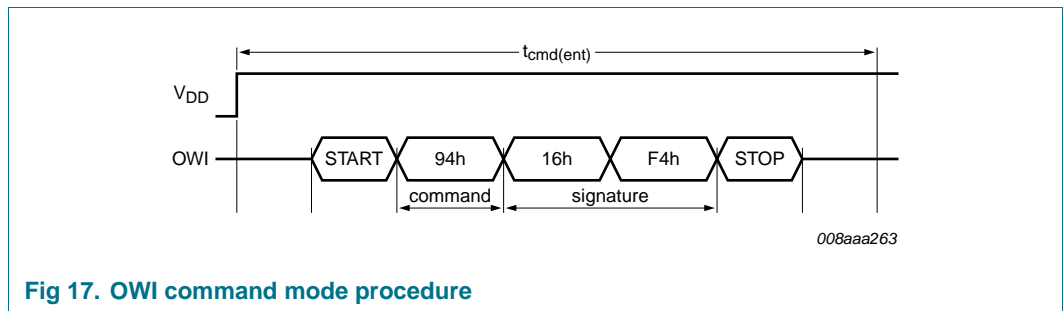 tcmd(ent)
VDD
OWI START 94h 16h F4h STOP
command signature
008aaa263
Fig 17. OWI command mode procedure